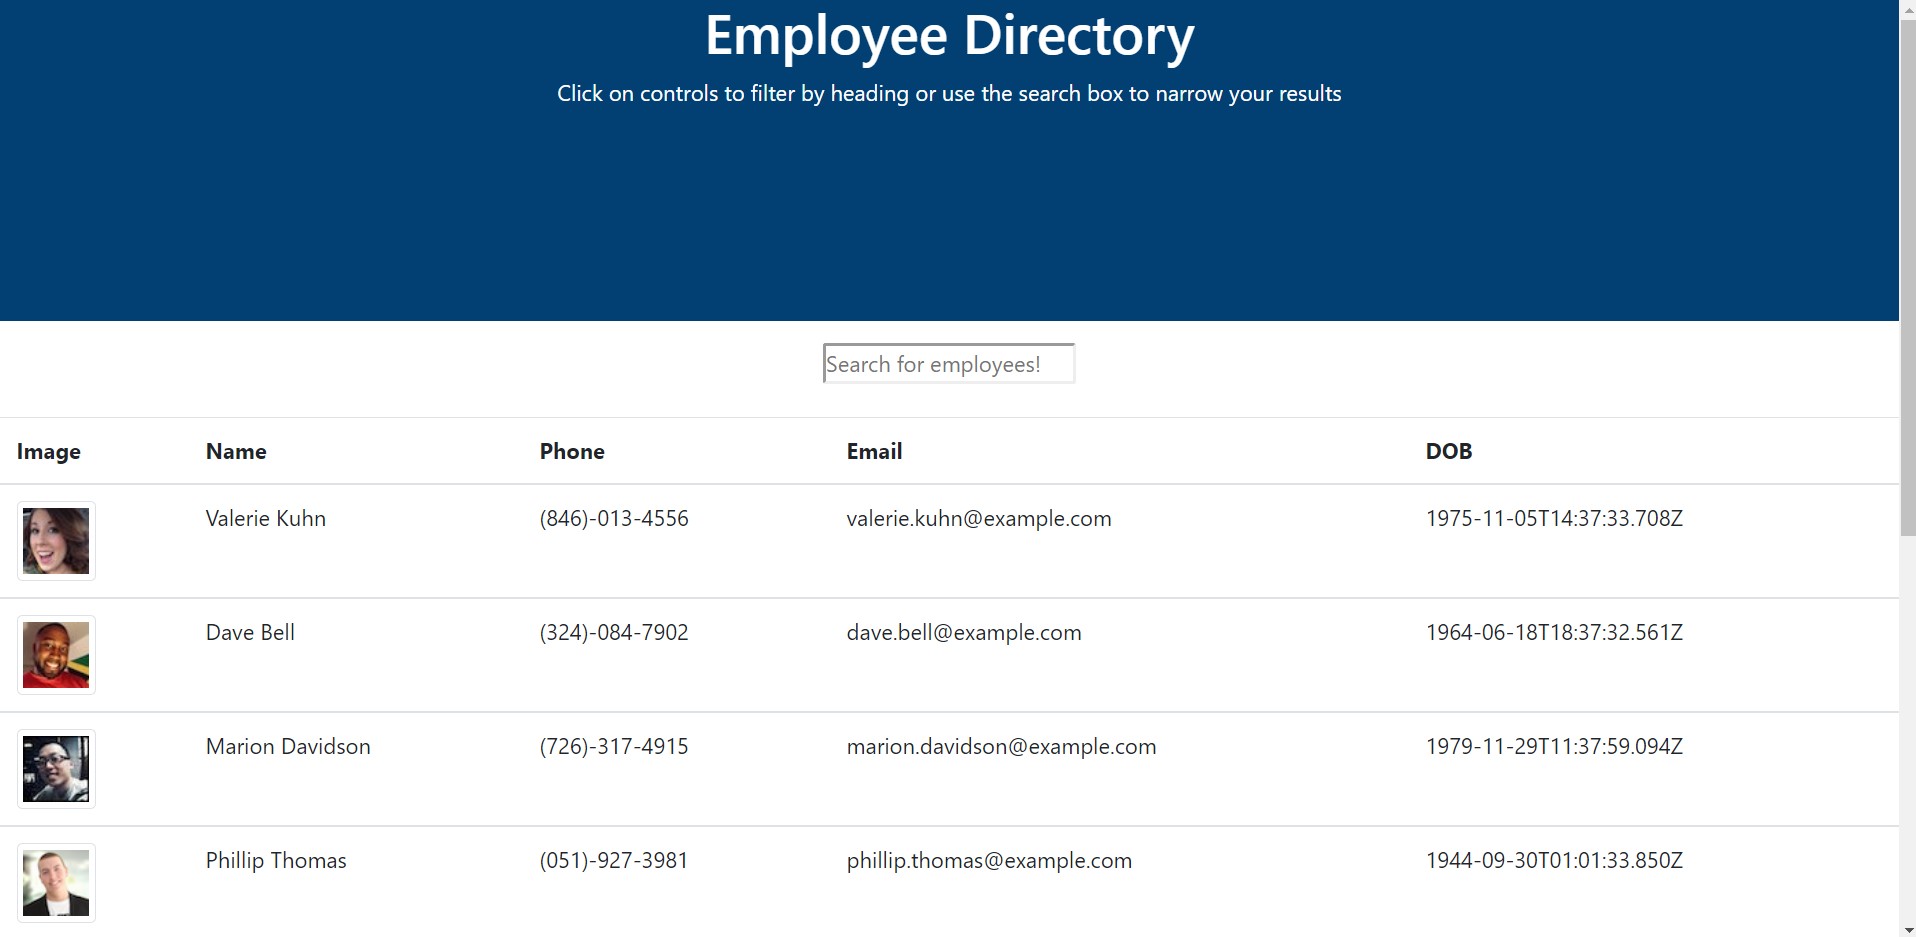 Employee Directory
Click on controls to filter by heading or use the search box to narrow your results
Search for employees!
Image Name Phone Email DOB
Valerie Kuhn (846)-013-4556 valerie.kuhn@example.com 1975-11-05T14:37:33.708Z
Dave Bell (324)-084-7902 dave.bell@example.com 1964-06-18T18:37:32.561Z
Marion Davidson (726)-317-4915 marion.davidson@example.com 1979-11-29T11:37:59.094Z
Phillip Thomas (051)-927-3981 phillip.thomas@example.com 1944-09-30T01:01:33.850Z